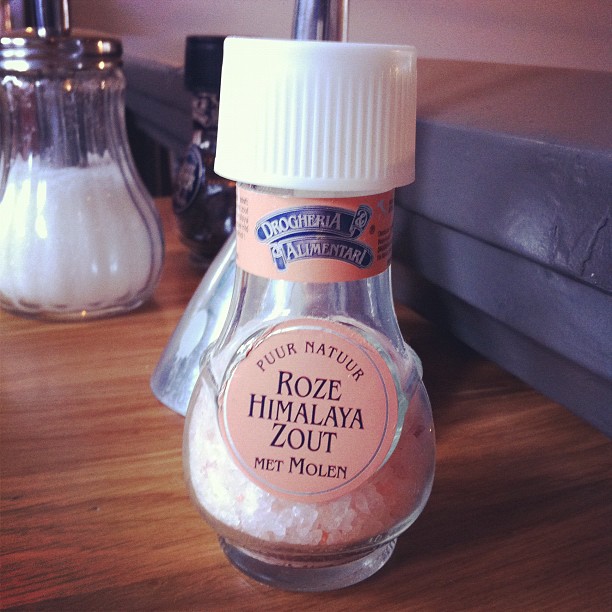 DROGHERIA
ALIMENTARI
PUUR NATUUR
ROZE
HIMALAYA
ZOUT
MET MOLEN